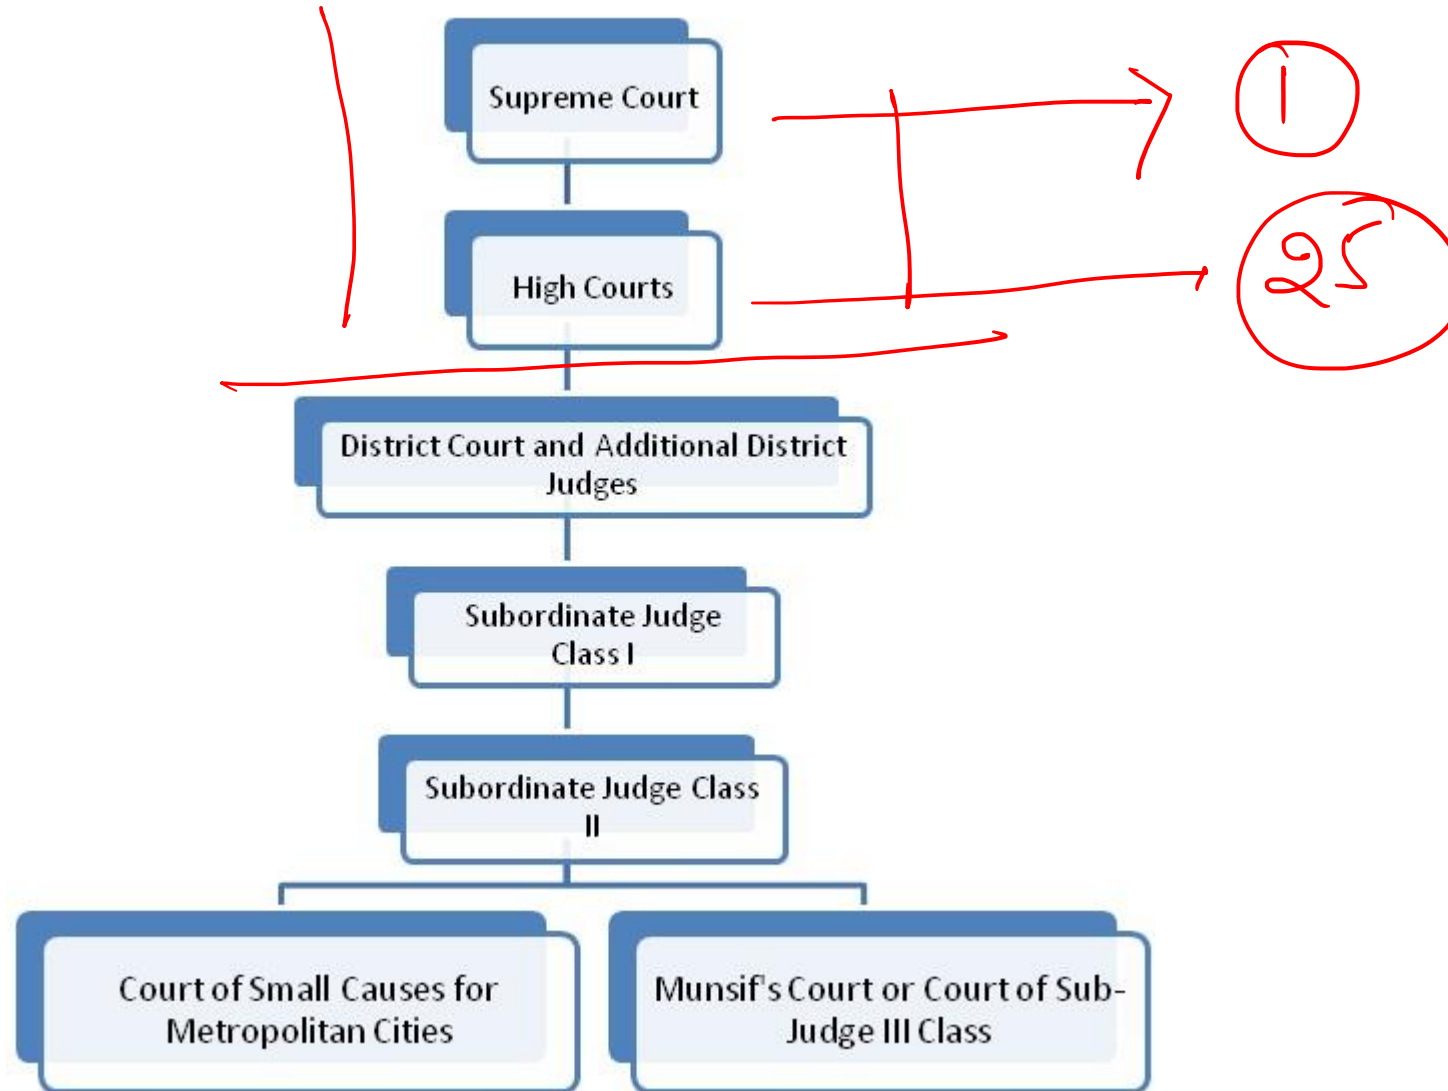 Supreme Court
1
High Courts
25
District Court and Additional District
Judges
Subordinate Judge
Class I
Subordinate Judge Class
II
Court of Small Causes for
Metropolitan Cities
Munsif's Court or Court of Sub-
Judge III Class